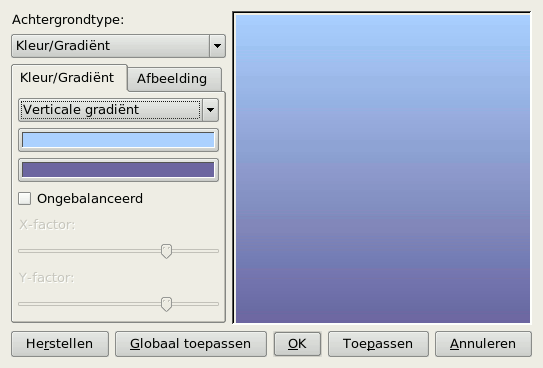 Achtergrondtype:
Kleur/Gradiënt
Kleur/Gradiënt Afbeelding
Verticale gradiënt
Ongebalanceerd
X-factor:
Y-factor:
Herstellen Globaal toepassen OK Toepassen Annuleren